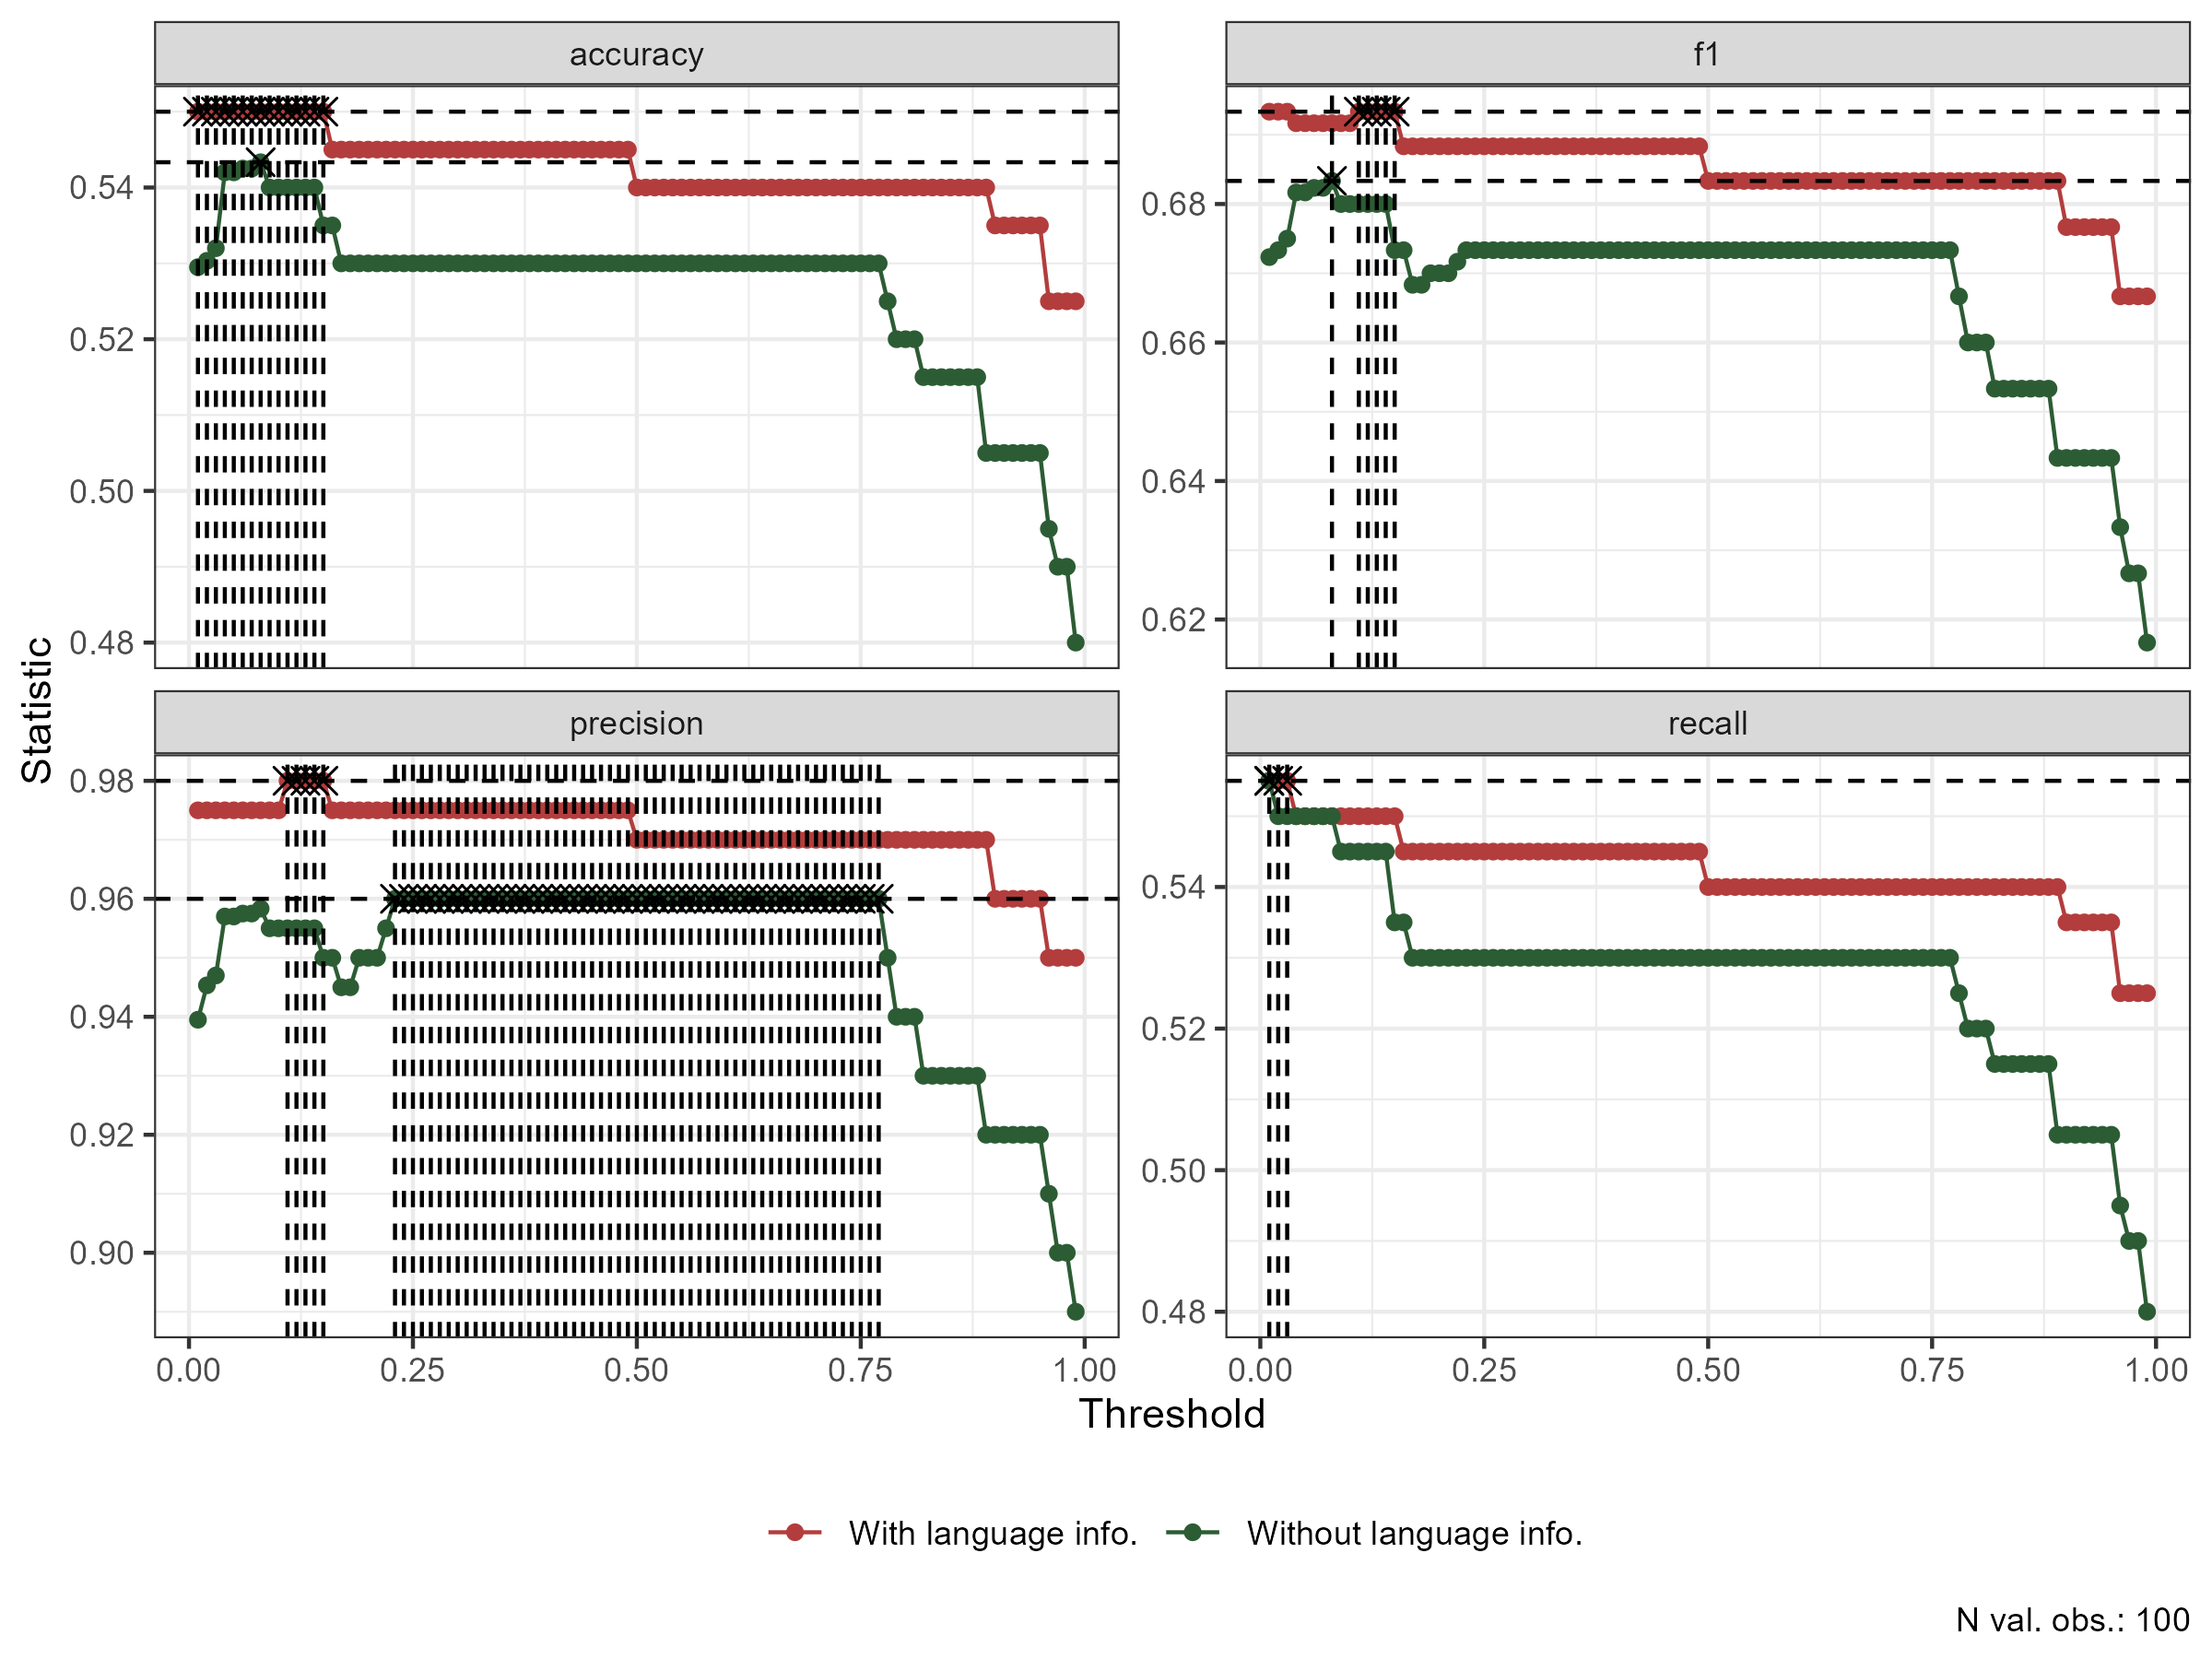 accuracy
f1
0.54
0.52
0.50
0.48
0.68
0.66
0.64
0.62
Statistic
precision
recall
0.98
0.96
0.94
0.92
0.90
0.54
0.52
0.50
0.48
0.00 0.25 0.50 0.75 1.00
0.00 0.25 0.50 0.75 1.00
Threshold
With language info. Without language info.
N val. obs.: 100